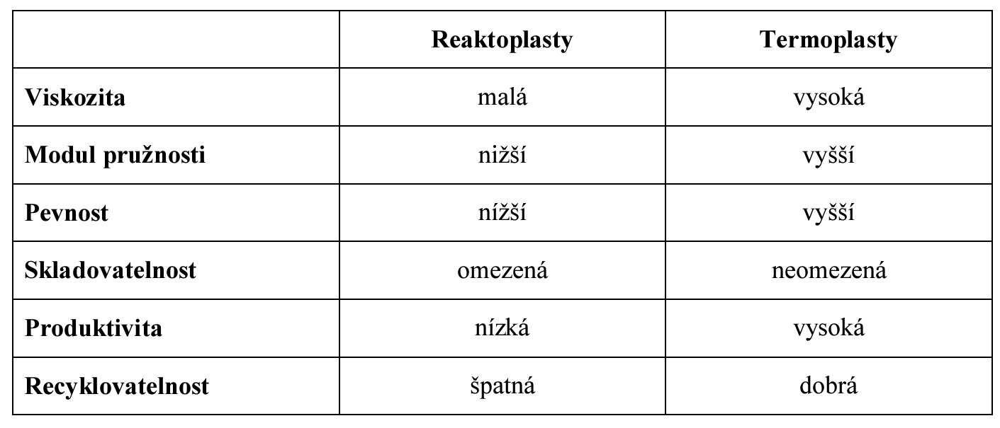 Reaktoplasty Termoplasty
Viskozita malá vysoká
Modul pružnosti nižší vyšší
Pevnost nížší vyšší
Skladovatelnost omezená neomezená
Produktivita nízká vysoká
Recyklovatelnost špatná dobrá